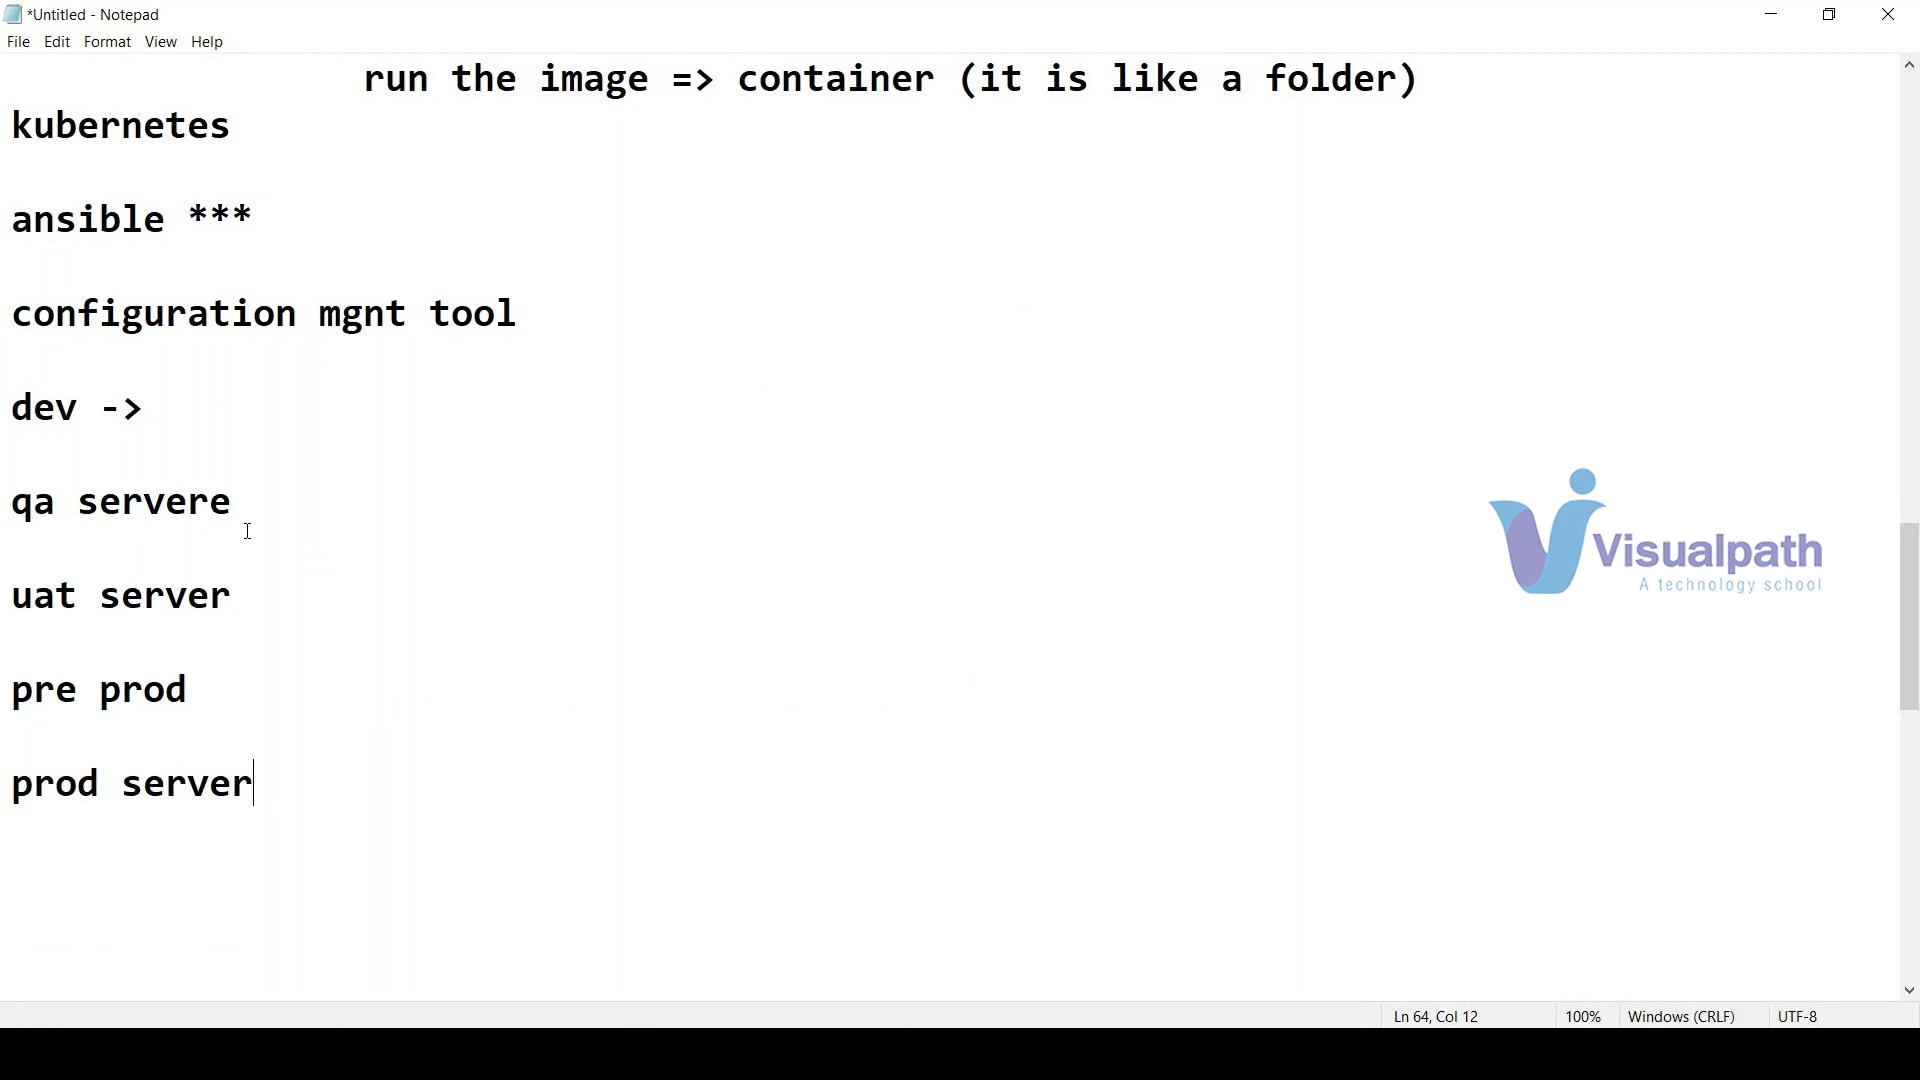 *Untitled - Notepad
File Edit Format View Help
run the image => container (it is like a folder)
kubernetes
ansible ***
configuration mgnt tool
dev ->
qa servere
uat server
pre prod
prod server
Visualpath
A technology school
Ln 64, Col 12 100% Windows (CRLF) UTF-8